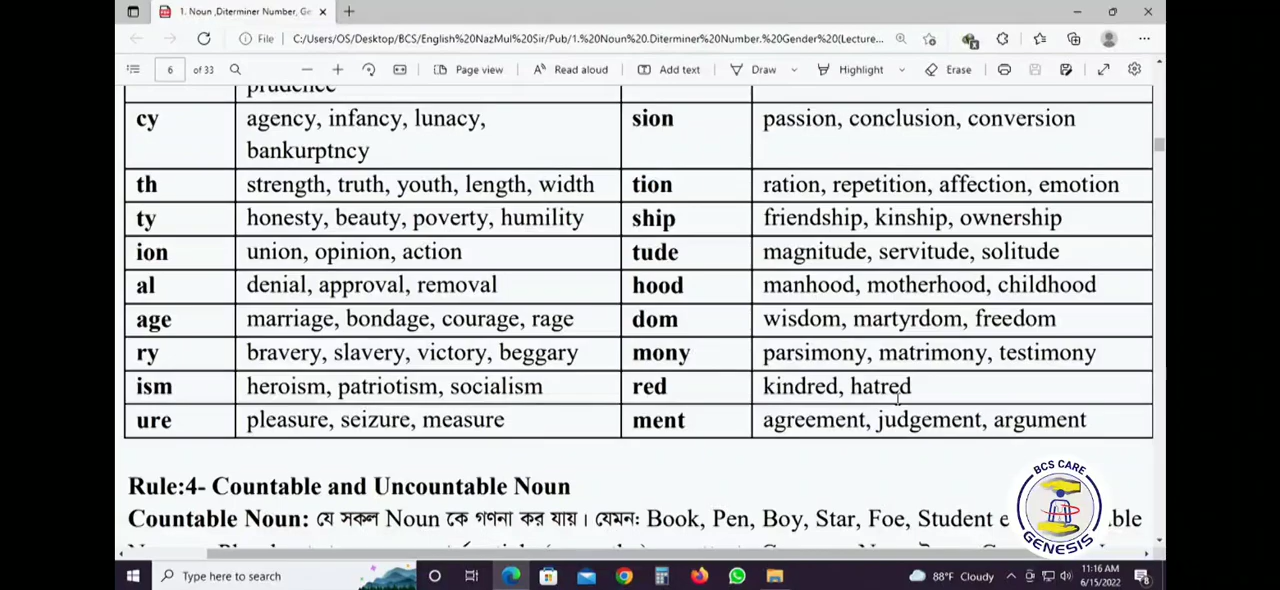 1. Noun ,Diterminer Number, Ge
File C:/Users/OS/Desktop/BCS/English%20NazMul%20Sir/Pub/1.%20Noun%20.Diterminer%20Number.%20Gender%20(Lecture...
6 of 33 Page view Read aloud Add text Draw Highlight Erase
prudence
cy agency, infancy, lunacy, sion passion, conclusion, conversion
bankurptncy
th strength, truth, youth, length, width tion ration, repetition, affection, emotion
ty honesty, beauty, poverty, humility ship friendship, kinship, ownership
ion union, opinion, action tude magnitude, servitude, solitude
al denial, approval, removal hood manhood, motherhood, childhood
age marriage, bondage, courage, rage dom wisdom, martyrdom, freedom
ry bravery, slavery, victory, beggary mony parsimony, matrimony, testimony
ism heroism, patriotism, socialism red kindred, hatred
ure pleasure, seizure, measure ment agreement, judgement, argument
Rule:4- Countable and Uncountable Noun
Countable Noun: যে সকল Noun কে গণনা কর যায়। যেমনঃ Book, Pen, Boy, Star, Foe, Student
BCS CARE
GENESIS
Type here to search 88°F Cloudy 11:16 AM
6/15/2022